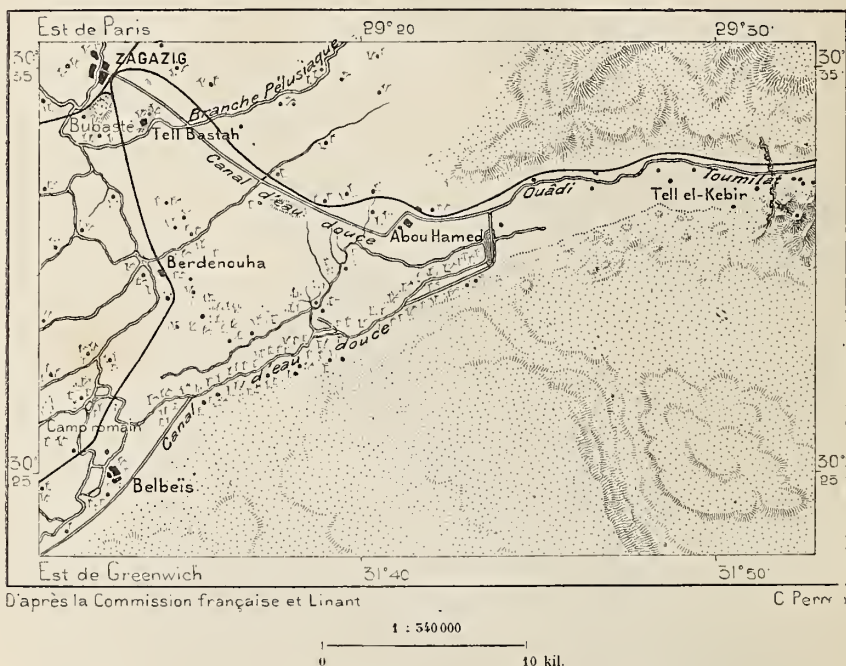 Est de Paris 29°20 29°30'
30° 35 ZAGAZIG 30° 35
Branche Pélusiaque
Bubaste
Tell Bastah
Canal d'eau douce
Ouâdi Toumilat
Tell el-Kebir
Abou Hamed
Berdenouha
Canal d'eau douce
Camp romain
30° 25 30° 25
Belbeïs
Est de Greenwich 31°40 31°50'
D'après la Commission française et Linant C Perr
1 : 340000
0 10 kil.